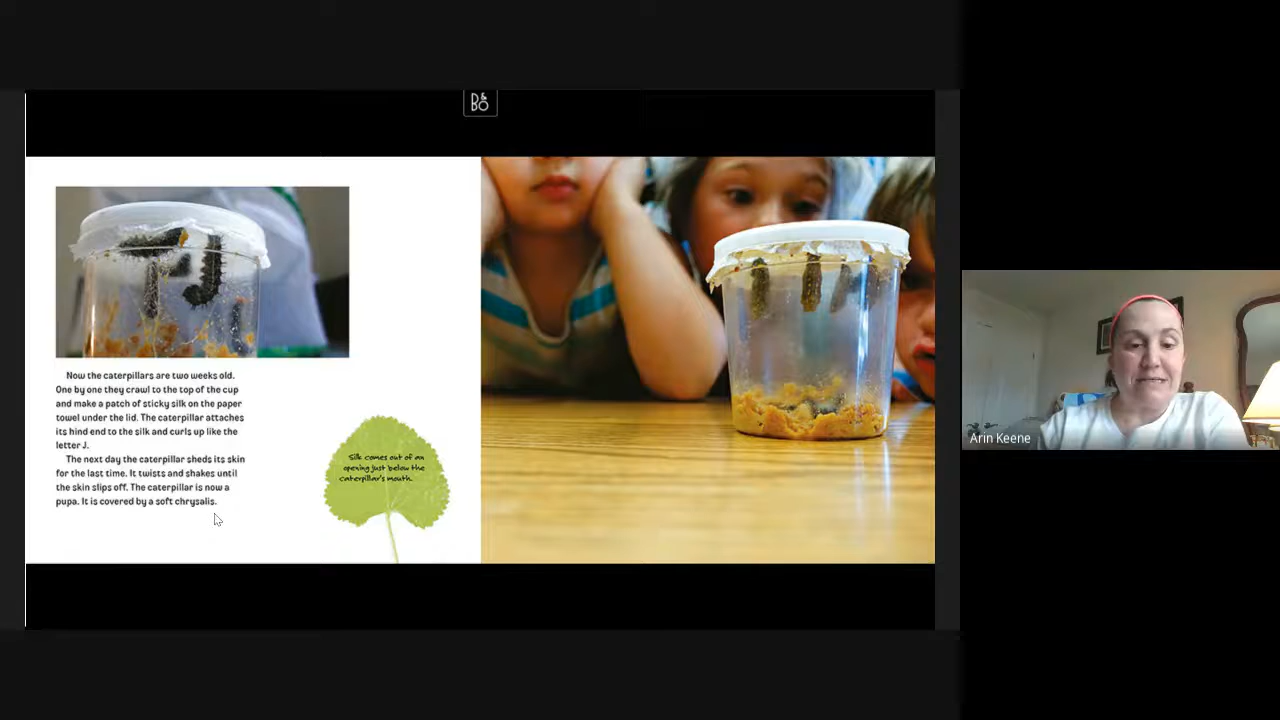 B&
BO
Now the caterpillars are two weeks old.
One by one they crawl to the top of the cup
and make a patch of sticky silk on the paper
towel under the lid. The caterpillar attaches
its hind end to the silk and curls up like the
letter J.
The next day the caterpillar sheds its skin
for the last time. It twists and shakes until
the skin slips off. The caterpillar is now a
pupa. It is covered by a soft chrysalis.
Silk comes out of an
opening just below the
caterpillar's mouth.
Arin Keene